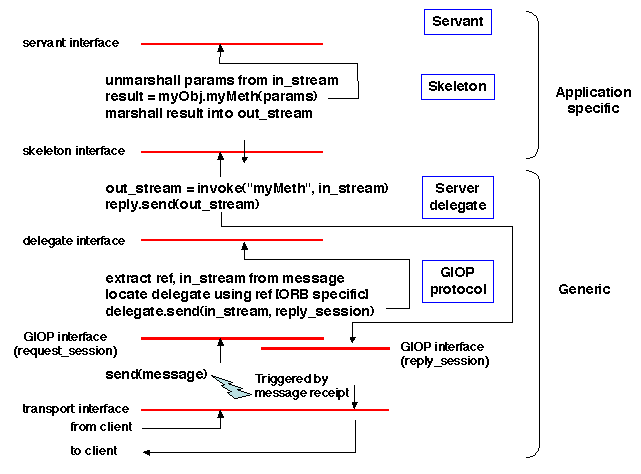 Servant
servant interface
unmarshall params from in_stream
result = myObj.myMeth(params)
marshall result into out_stream
Skeleton
Application
specific
skeleton interface
out_stream = invoke("myMeth", in_stream)
reply.send(out_stream)
Server
delegate
delegate interface
extract ref, in_stream from message
locate delegate using ref [ORB specific]
delegate.send(in_stream, reply_session)
GIOP
protocol
Generic
GIOP interface
(request_session)
GIOP interface
(reply_session)
send(message)
Triggered by
message receipt
transport interface
from client
to client